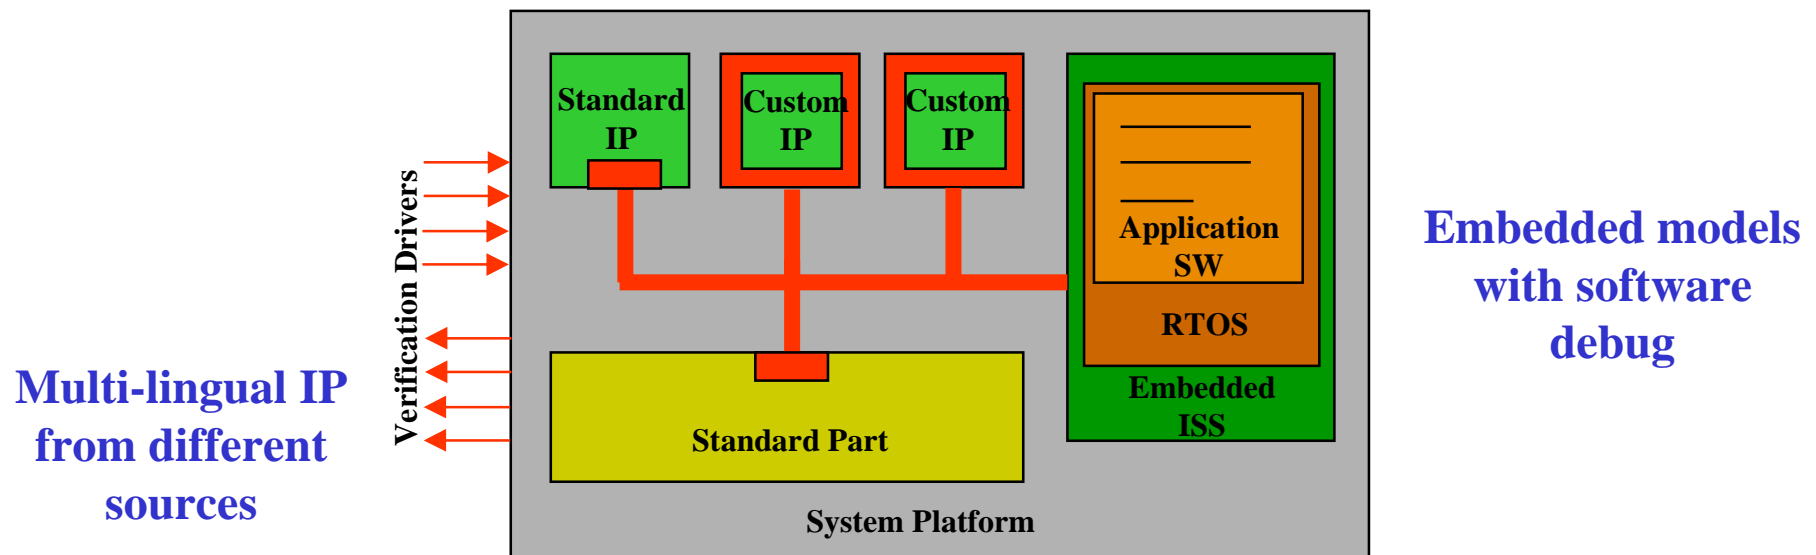 Multi-lingual IP
from different
sources
Verification Drivers
Standard
IP
Custom
IP
Custom
IP
Application
SW
RTOS
Embedded
ISS
Standard Part
System Platform
Embedded models
with software
debug